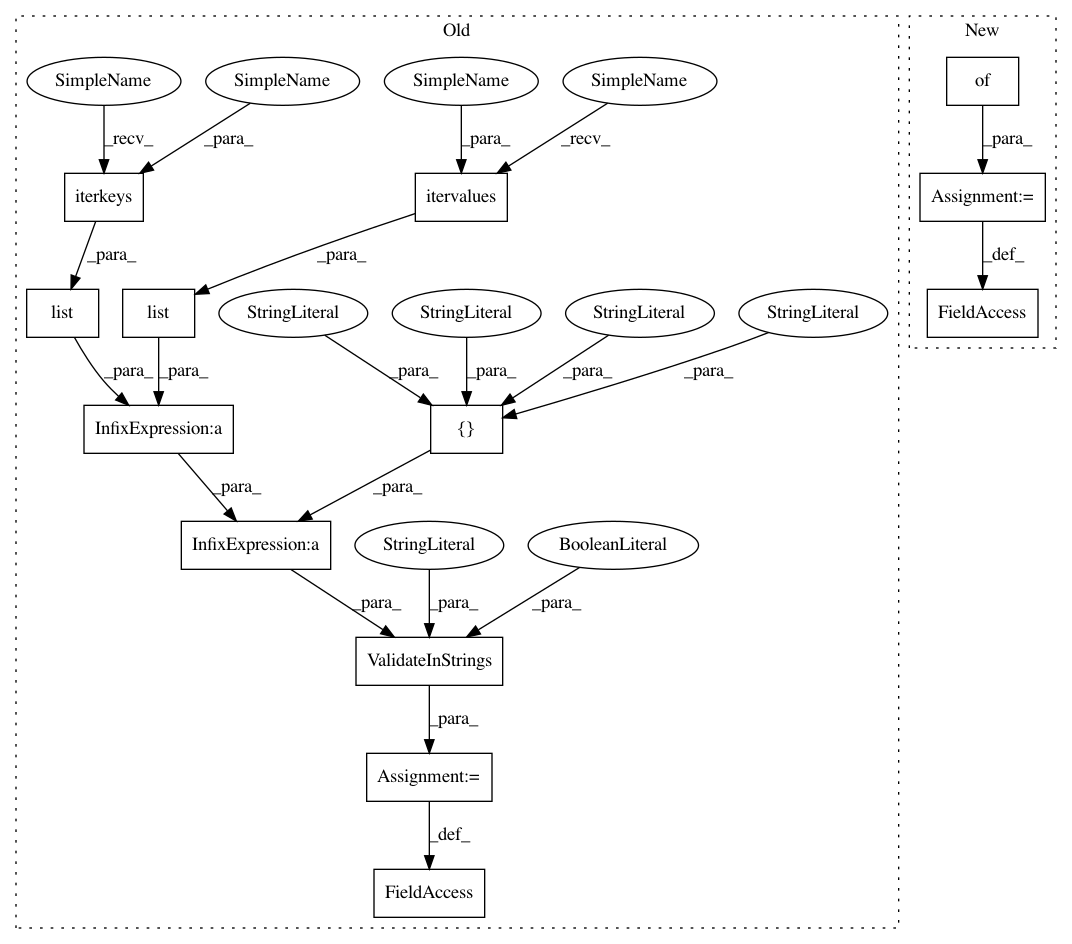 Old
New
SimpleName
SimpleName
SimpleName
SimpleName
of
_recv_
_para_
_para_
_recv_
_para_
iterkeys
itervalues
Assignment:=
_para_
_para_
_def_
list
list
StringLiteral
StringLiteral
StringLiteral
StringLiteral
FieldAccess
_para_
_para_
_para_
_para_
_para_
_para_
InfixExpression:a
{}
_para_
_para_
InfixExpression:a
StringLiteral
BooleanLiteral
_para_
_para_
_para_
ValidateInStrings
_para_
Assignment:=
_def_
FieldAccess